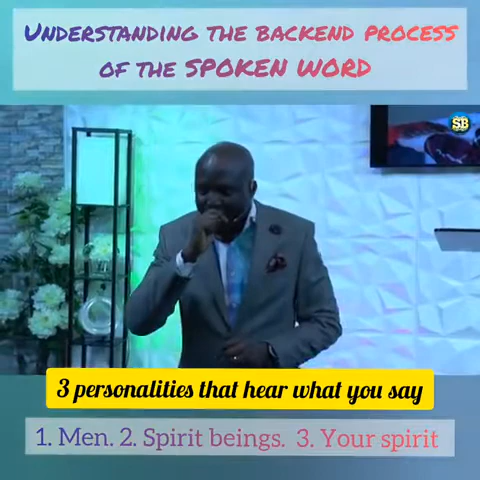 UNDERSTANDING THE BACKEND PROCESS
OF THE SPOKEN WORD
SB
3 personalities that hear what you say
1. Men. 2. Spirit beings. 3. Your spirit